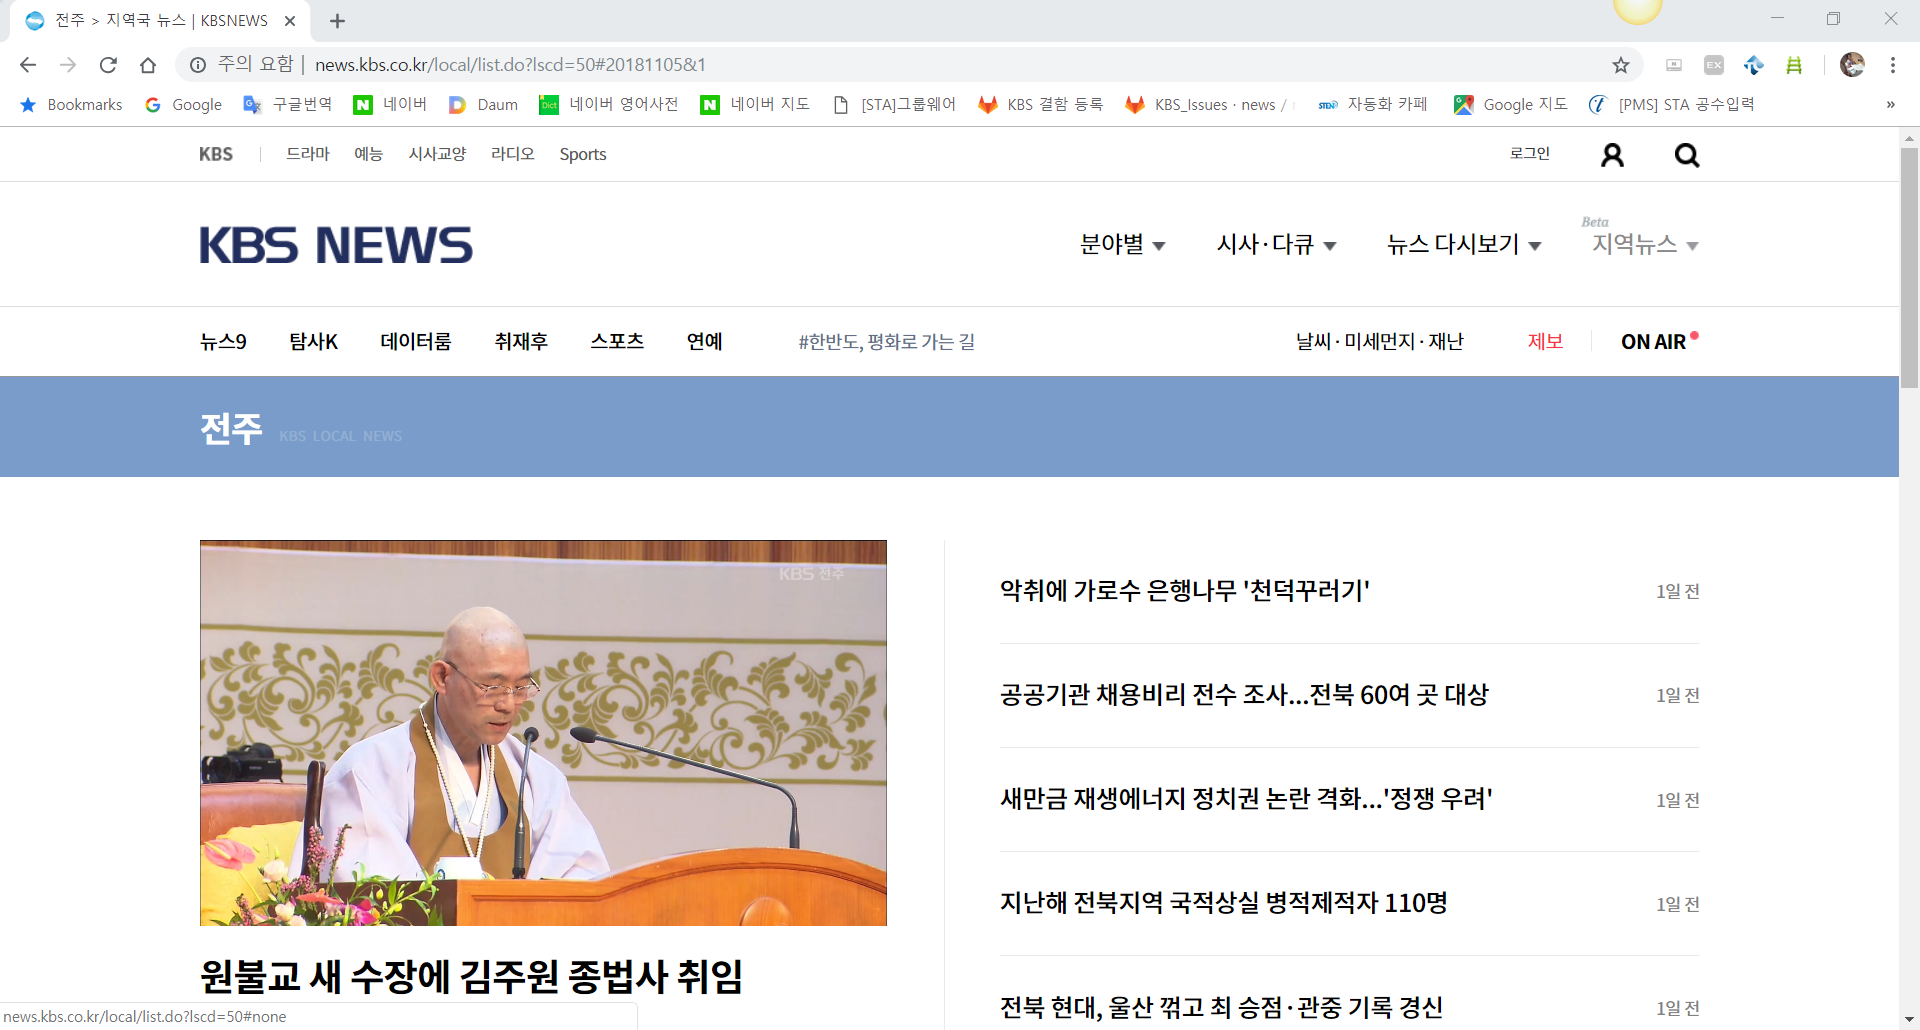 전주 > 지역국 뉴스 | KBSNEWS
주의 요함 | news.kbs.co.kr/local/list.do?lscd=50#20181105&1
Bookmarks Google 구글번역 네이버 Daum 네이버 영어사전 네이버 지도 [STA]그룹웨어 KBS 결함 등록 KBS_Issues · news / 자동화 카페 Google 지도 [PMS] STA 공수입력 »
KBS 드라마 예능 시사교양 라디오 Sports 로그인
Beta
KBS NEWS 분야별 시사·다큐 뉴스 다시보기 지역뉴스
뉴스9 탐사K 데이터룸 취재후 스포츠 연예 #한반도, 평화로 가는 길 날씨·미세먼지·재난 제보 ON AIR
전주 KBS LOCAL NEWS
KBS 전주
원불교 새 수장에 김주원 종법사 취임
악취에 가로수 은행나무 '천덕꾸러기' 1일 전
공공기관 채용비리 전수 조사...전북 60여 곳 대상 1일 전
새만금 재생에너지 정치권 논란 격화...'정쟁 우려' 1일 전
지난해 전북지역 국적상실 병적제적자 110명 1일 전
전북 현대, 울산 꺾고 최 승점·관중 기록 경신 1일 전
news.kbs.co.kr/local/list.do?lscd=50#none